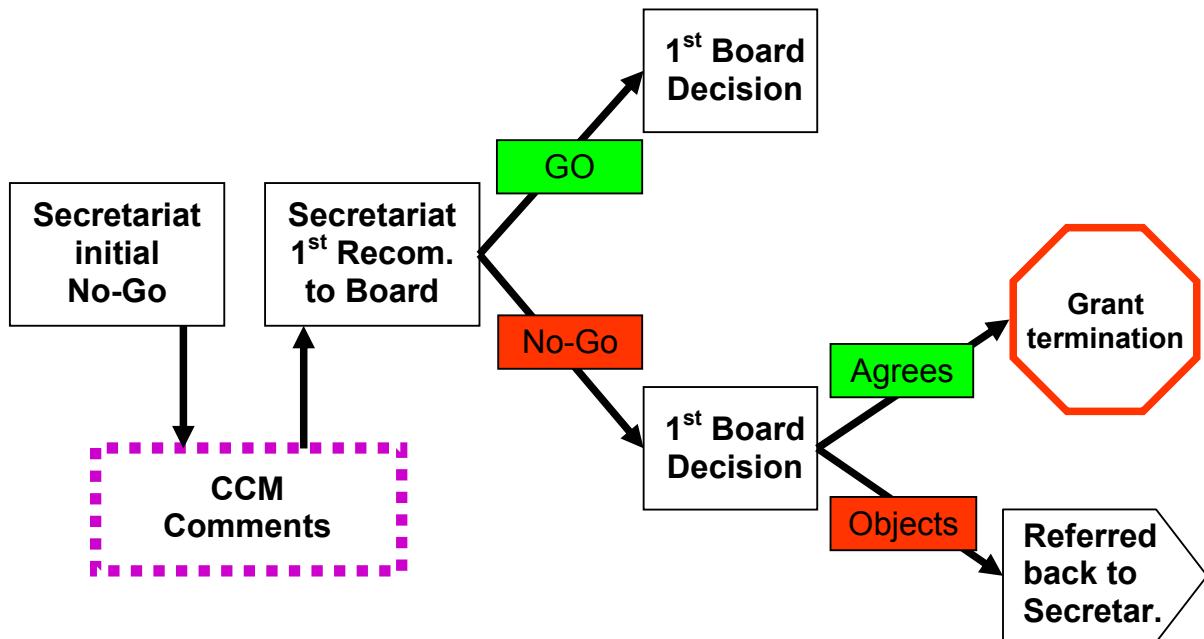 Secretariat
initial
No-Go
CCM
Comments
Secretariat
1st Recom.
to Board
GO
1st Board
Decision
No-Go
1st Board
Decision
Agrees
Grant
termination
Objects
Referred
back to
Secretar.